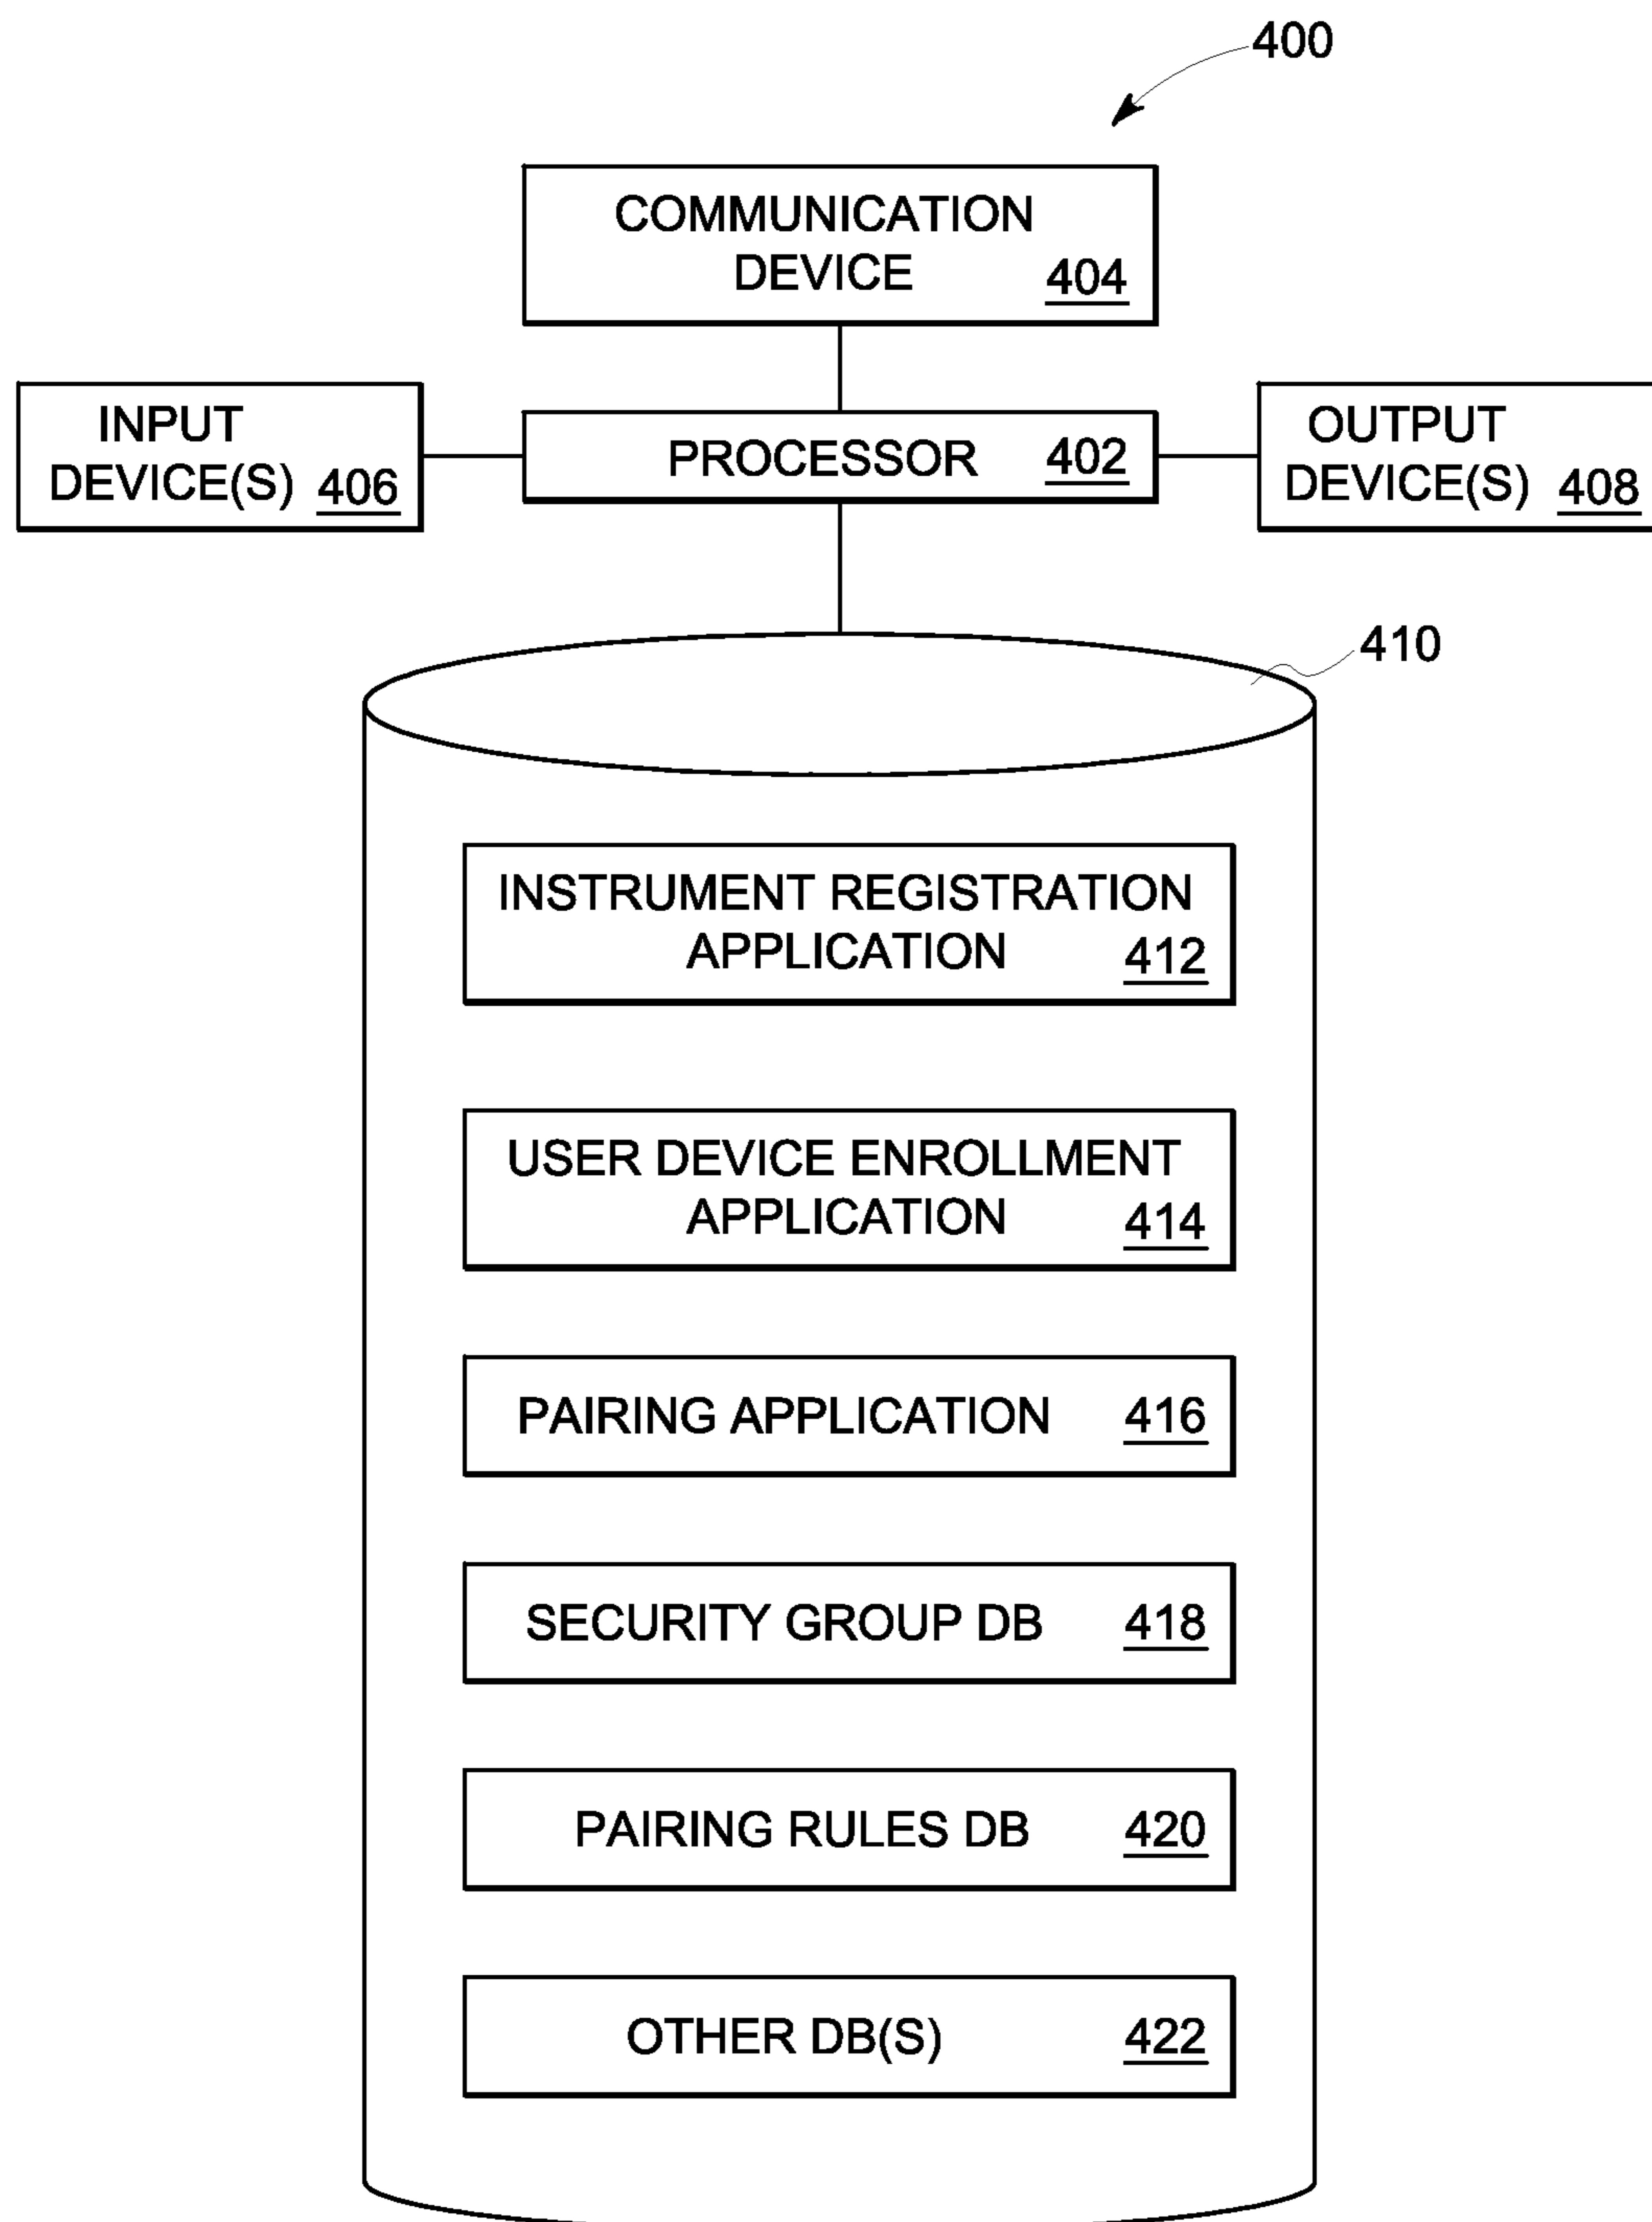 400
COMMUNICATION
DEVICE 404
INPUT
DEVICE(S) 406
PROCESSOR 402
OUTPUT
DEVICE(S) 408
410
INSTRUMENT REGISTRATION
APPLICATION 412
USER DEVICE ENROLLMENT
APPLICATION 414
PAIRING APPLICATION 416
SECURITY GROUP DB 418
PAIRING RULES DB 420
OTHER DB(S) 422